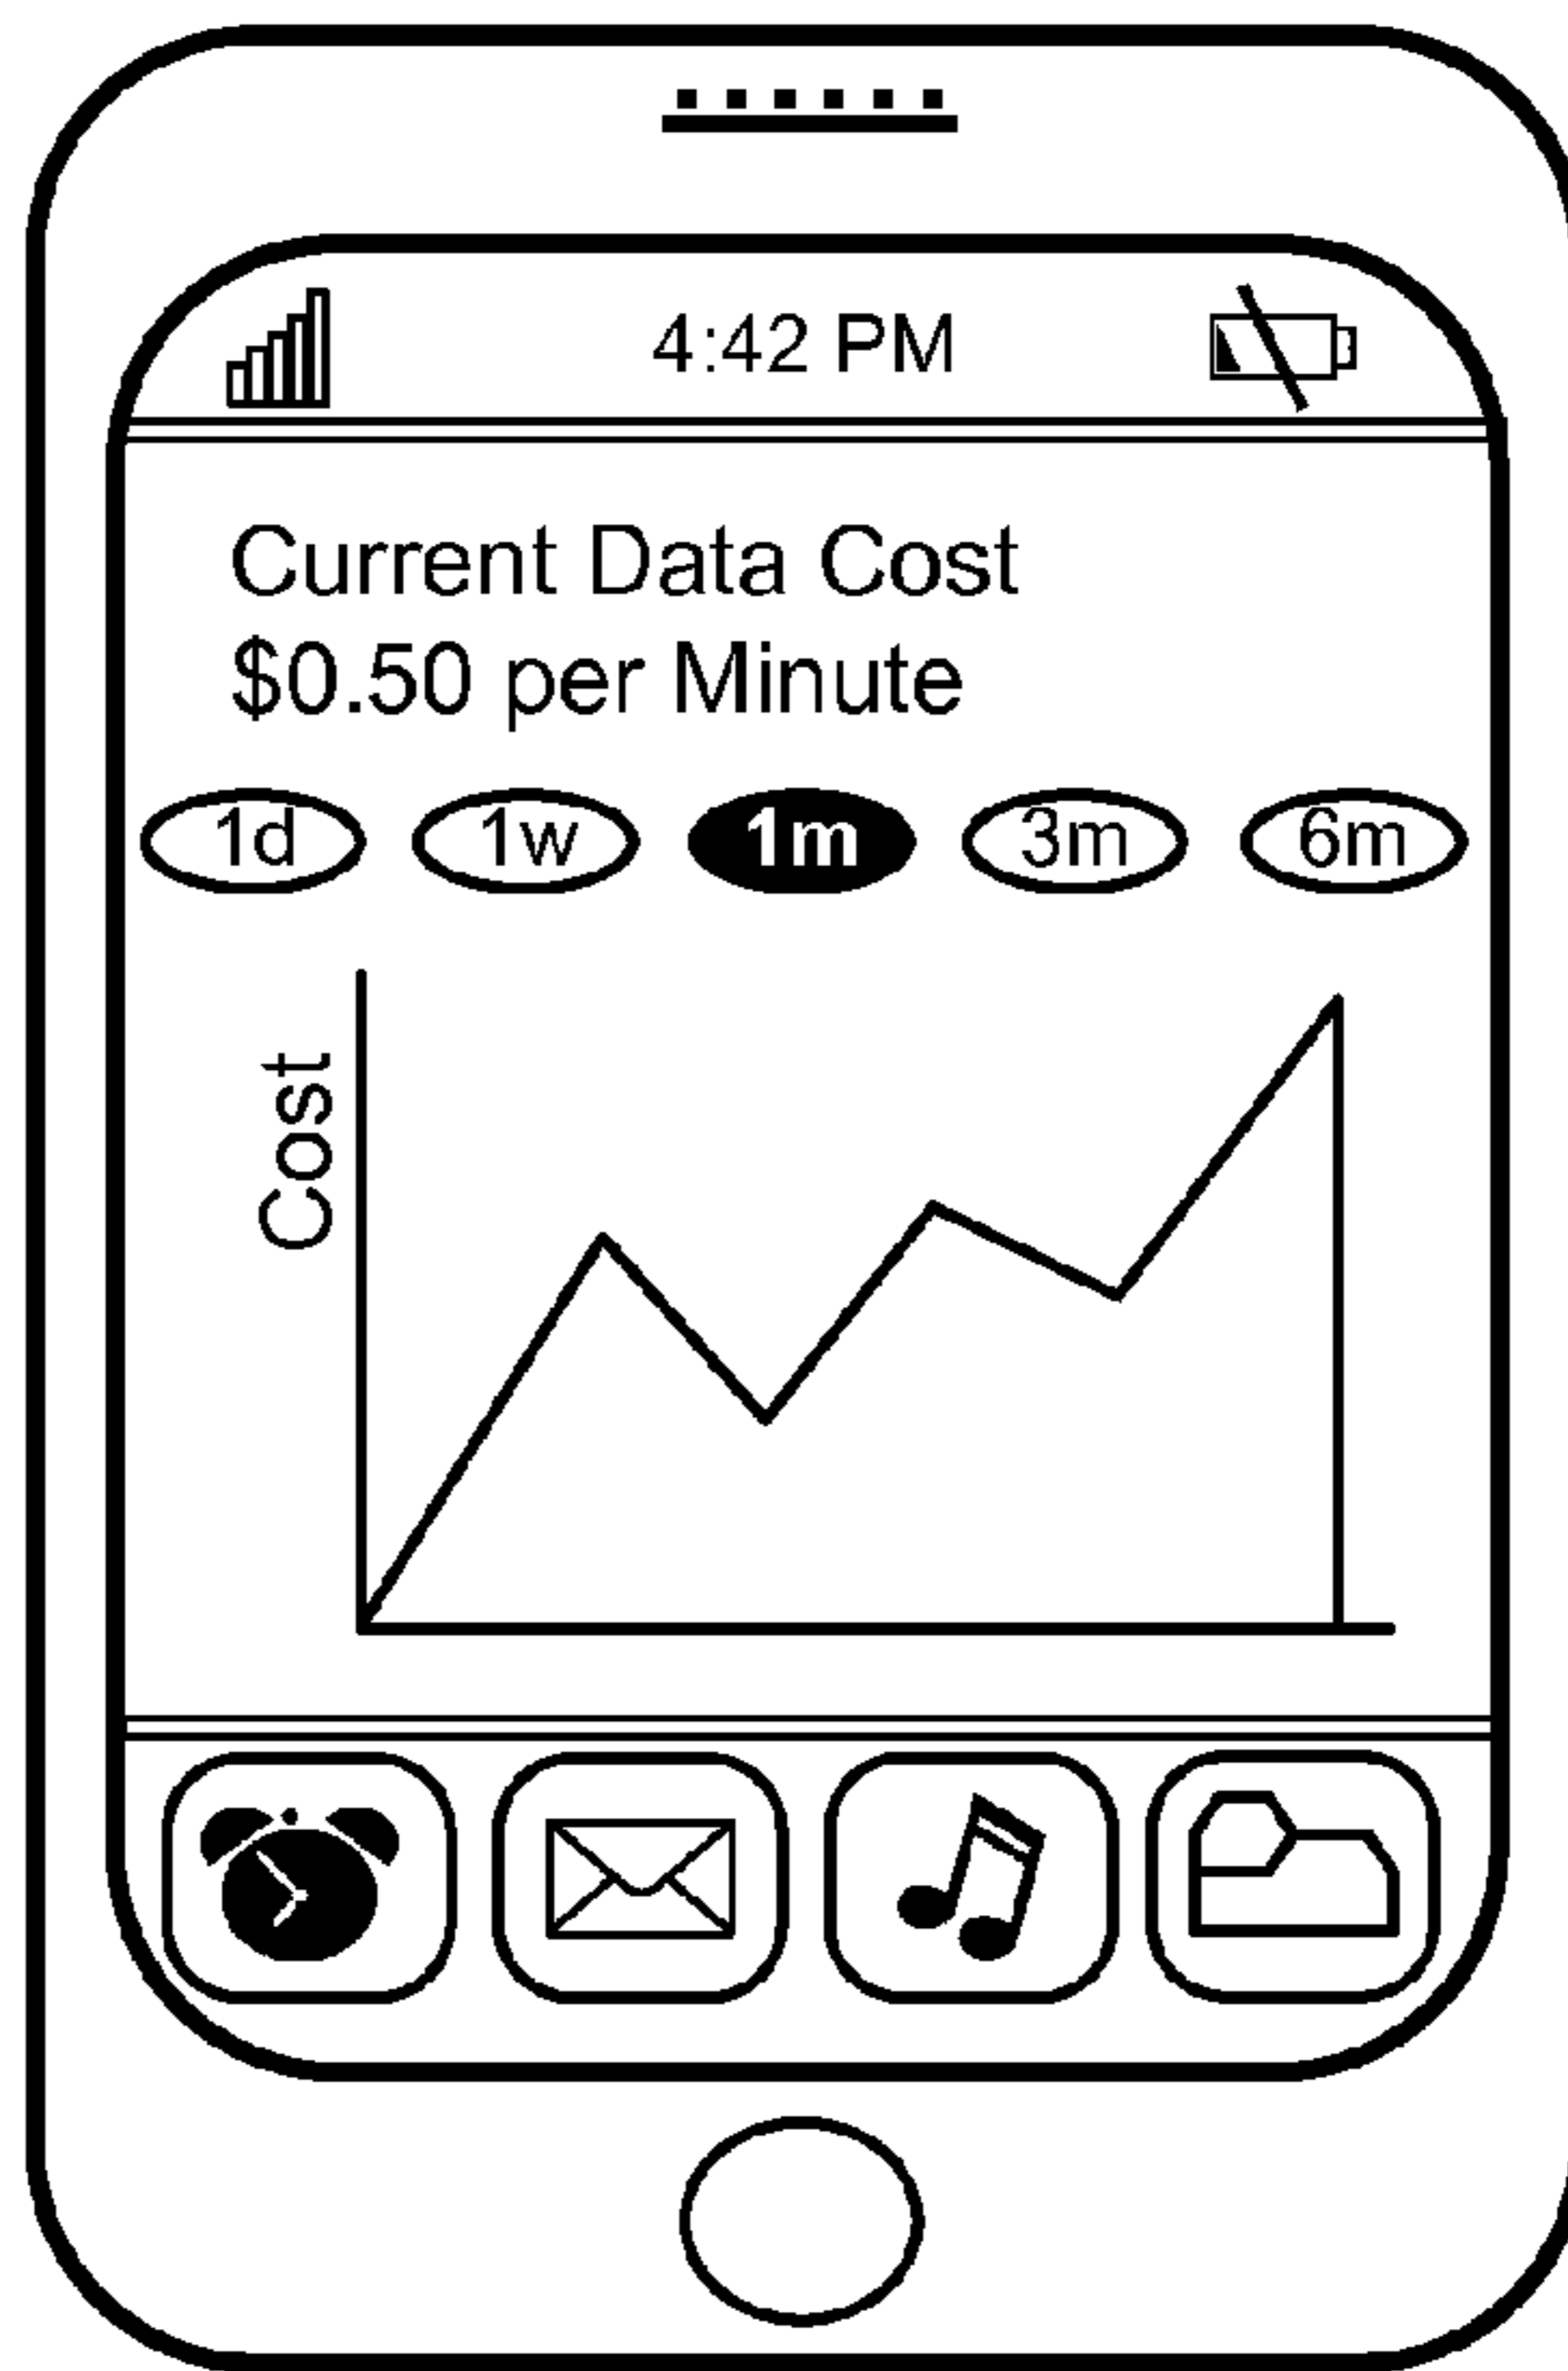 4:42 PM
Current Data Cost
$0.50 per Minute
1d 1w 1m 3m 6m
Cost